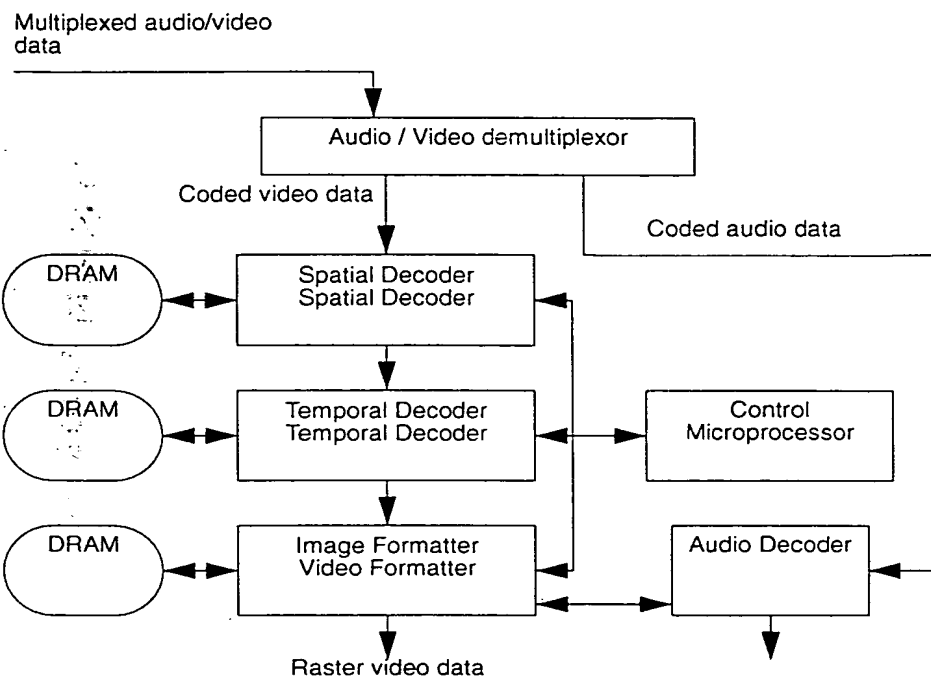 Multiplexed audio/video
data
Audio / Video demultiplexor
Coded video data
Coded audio data
DRAM
Spatial Decoder
Spatial Decoder
DRAM
Temporal Decoder
Temporal Decoder
Control
Microprocessor
DRAM
Image Formatter
Video Formatter
Audio Decoder
Raster video data